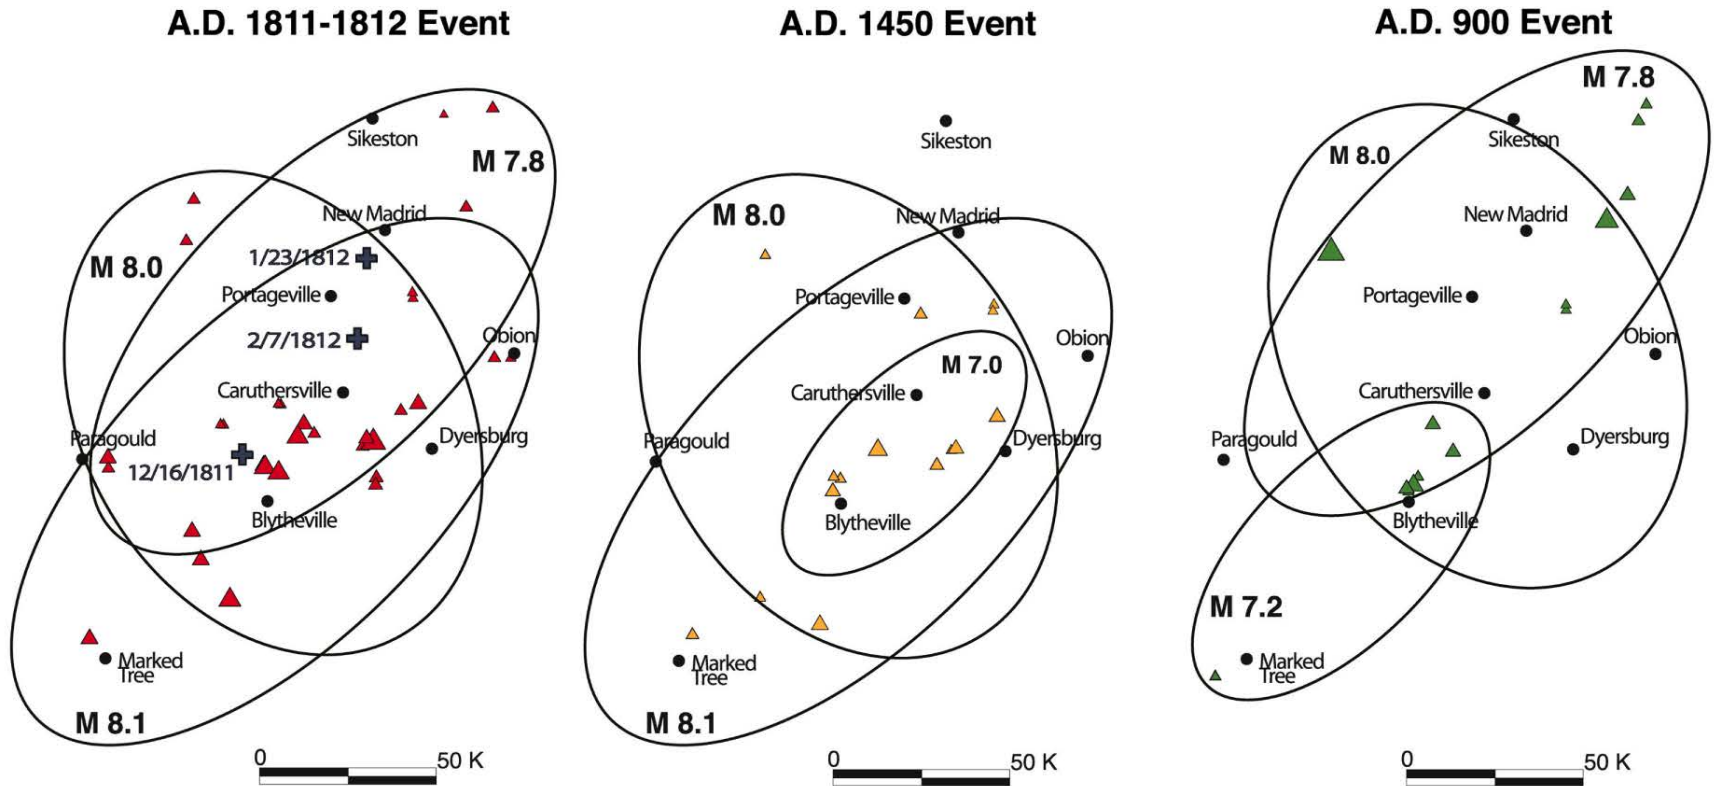 A.D. 1811-1812 Event
Sikeston
M 7.8
New Madrid
1/23/1812
M 8.0
Portageville
2/7/1812
Obion
Caruthersville
Paragould
Dyersburg
12/16/1811
Blytheville
Marked
Tree
M 8.1
0
50 K
A.D. 1450 Event
Sikeston
M 8.0
New Madrid
Portageville
Obion
M 7.0
Caruthersville
Paragould
Dyersburg
Blytheville
Marked
Tree
M 8.1
0
50 K
A.D. 900 Event
M 7.8
Sikeston
M 8.0
New Madrid
Portageville
Obion
Caruthersville
Paragould
Dyersburg
Blytheville
M 7.2
Marked
Tree
0
50 K